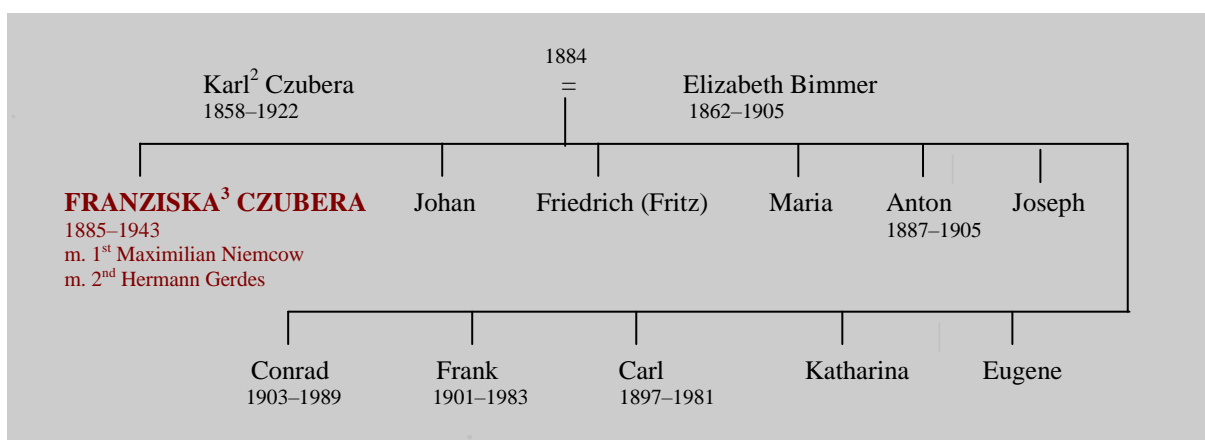 1884
Karl² Czubera = Elizabeth Bimmer
1858–1922 1862–1905
FRANZISKA³ CZUBERA Johan Friedrich (Fritz) Maria Anton Joseph
1885–1943 1887–1905
m. 1st Maximilian Niemcow
m. 2nd Hermann Gerdes
Conrad Frank Carl Katharina Eugene
1903–1989 1901–1983 1897–1981